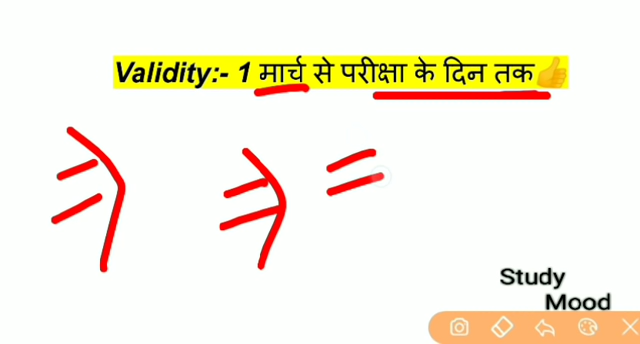 Validity:- 1 मार्च से परीक्षा के दिन तक👍
Study
Mood